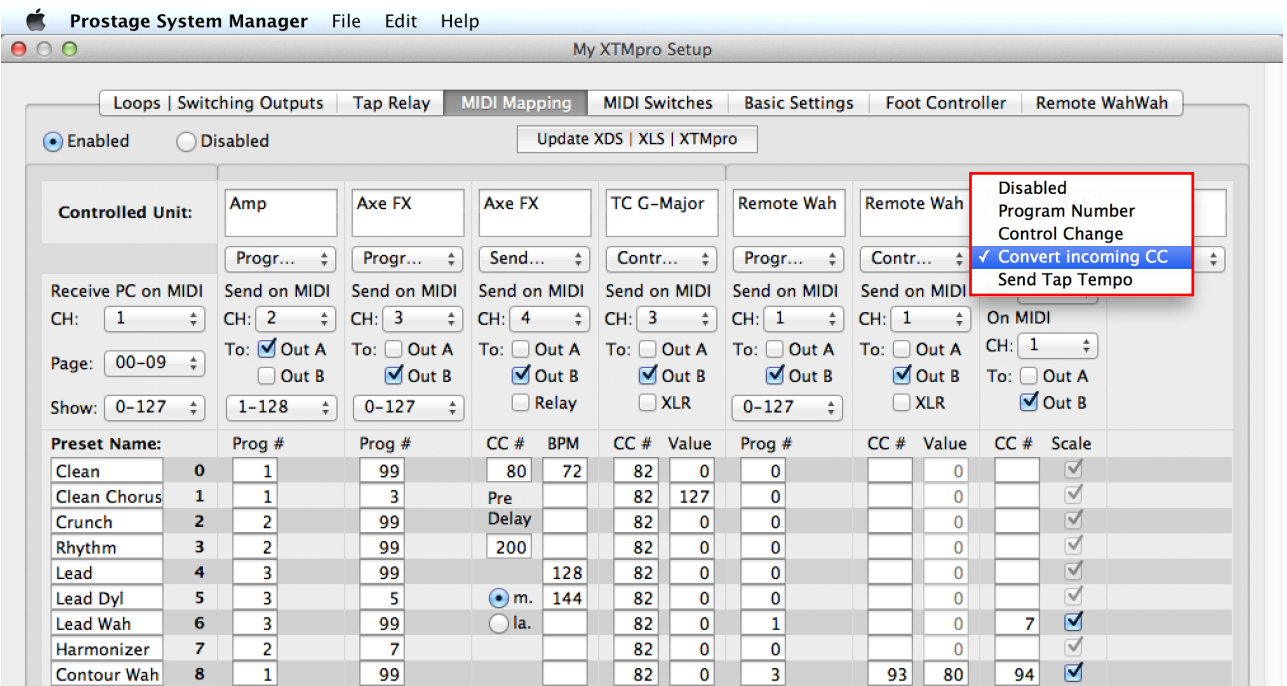 Prostage System Manager File Edit Help
My XTMpro Setup
Loops | Switching Outputs Tap Relay MIDI Mapping MIDI Switches Basic Settings Foot Controller Remote WahWah
Enabled Disabled Update XDS | XLS | XTMpro
Controlled Unit: Amp Axe FX Axe FX TC G-Major Remote Wah Remote Wah
Disabled
Program Number
Control Change
✓ Convert incoming CC
Send Tap Tempo
Progr... Progr... Send... Contr... Progr... Contr...
Receive PC on MIDI Send on MIDI Send on MIDI Send on MIDI Send on MIDI Send on MIDI Send on MIDI
On MIDI
CH: 1 CH: 2 CH: 3 CH: 4 CH: 3 CH: 1 CH: 1 CH: 1
Page: 00-09 To: Out A To: Out A To: Out A To: Out A To: Out A To: Out A To: Out A
Out B Out B Out B Out B Out B Out B Out B
Show: 0-127 1-128 0-127 Relay XLR 0-127 XLR
Preset Name: Prog # Prog # CC # BPM CC # Value Prog # CC # Value CC # Scale
Clean 0 1 99 80 72 82 0 0 0
Clean Chorus 1 1 3 Pre 82 127 0 0
Crunch 2 2 99 Delay 82 0 0 0
Rhythm 3 2 99 200 82 0 0 0
Lead 4 3 99 128 82 0 0 0
Lead Dyl 5 3 5 m. 144 82 0 0 0
Lead Wah 6 3 99 la. 82 0 1 0 7
Harmonizer 7 2 7 82 0 0 0
Contour Wah 8 1 99 82 0 3 93 80 94